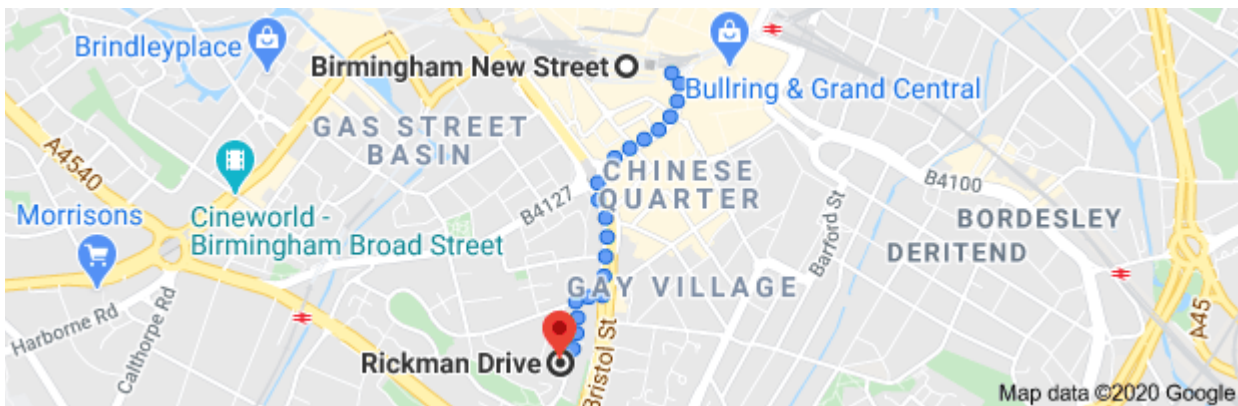 Brindleyplace
Birmingham New Street
Bullring & Grand Central
GAS STREET
BASIN
A4540
CHINESE
QUARTER
B4127
B4100
Barford St
Morrisons
Cineworld -
Birmingham Broad Street
BORDESLEY
DERITEND
GAY VILLAGE
Harborne Rd
Calthorpe Rd
A45
Rickman Drive
Bristol St
Map data ©2020 Google